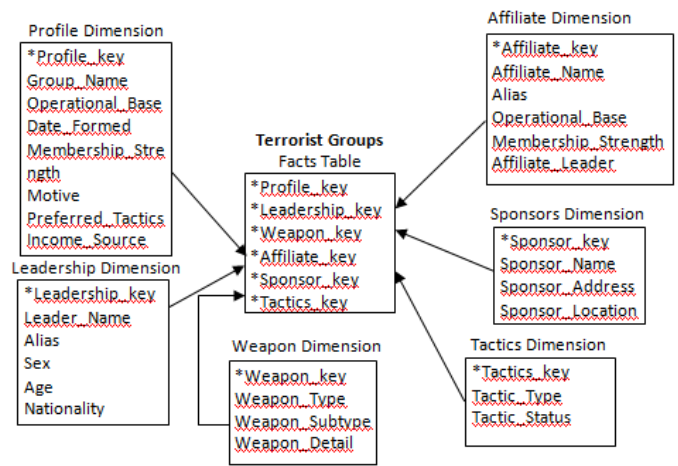 Profile Dimension
*Profile_key
Group_Name
Operational_Base
Date_Formed
Membership_Stre
ngth
Motive
Preferred_Tactics
Income_Source
Leadership Dimension
*Leadership_key
Leader_Name
Alias
Sex
Age
Nationality
Terrorist Groups
Facts Table
*Profile_key
*Leadership_key
*Weapon_key
*Affiliate_key
*Sponsor_key
*Tactics_key
Weapon Dimension
*Weapon_key
Weapon_Type
Weapon_Subtype
Weapon_Detail
Affiliate Dimension
*Affiliate_key
Affiliate_Name
Alias
Operational_Base
Membership_Strength
Affiliate_Leader
Sponsors Dimension
*Sponsor_key
Sponsor_Name
Sponsor_Address
Sponsor_Location
Tactics Dimension
*Tactics_key
Tactic_Type
Tactic_Status